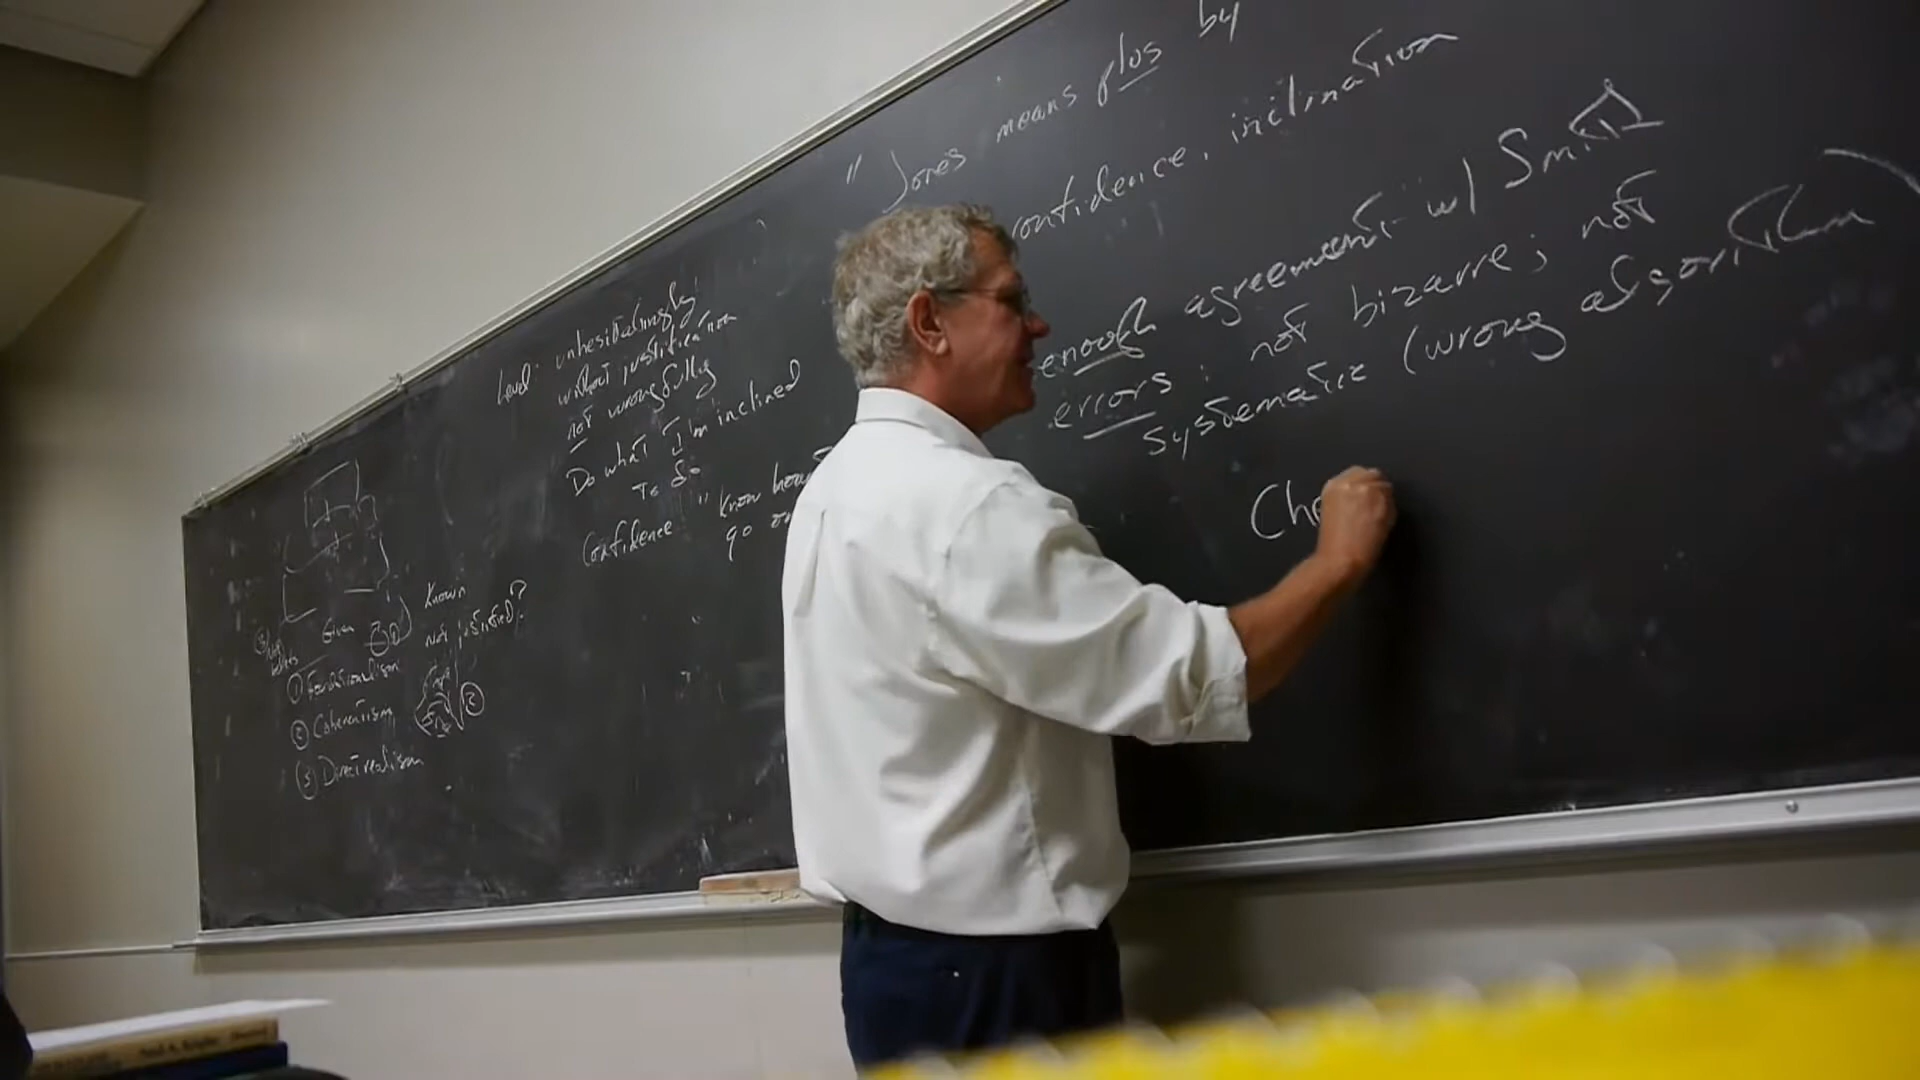 Known
not justified?
Given
① Foundationalism
② Coherentism
③ Direct realism
②
Level: unhesitatingly
without justification
not wrongfully
Do what I'm inclined
to do
Confidence "know how
go on
"Jones means plus by
confidence, inclination
enough agreement w/ Smith
errors: not bizarre; not
systematic (wrong algorithm)
Che